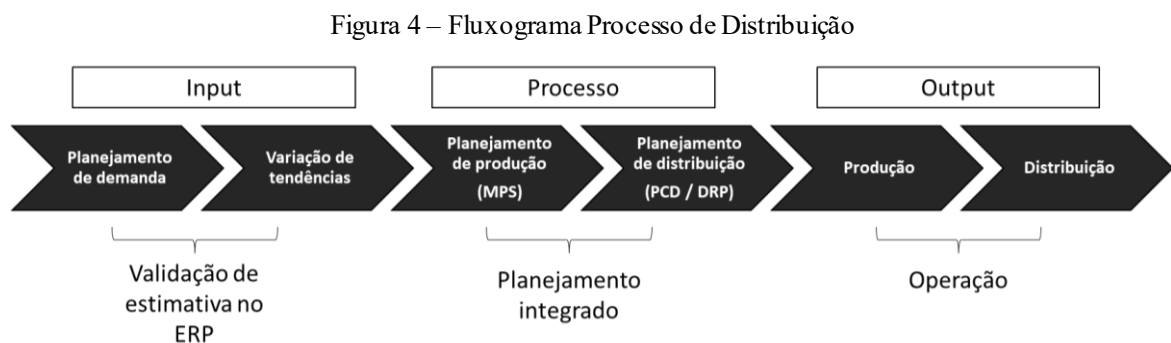 Figura 4 – Fluxograma Processo de Distribuição
Input
Processo
Output
Planejamento
de demanda
Variação de
tendências
Planejamento
de produção
(MPS)
Planejamento
de distribuição
(PCD / DRP)
Produção
Distribuição
Validação de
estimativa no
ERP
Planejamento
integrado
Operação